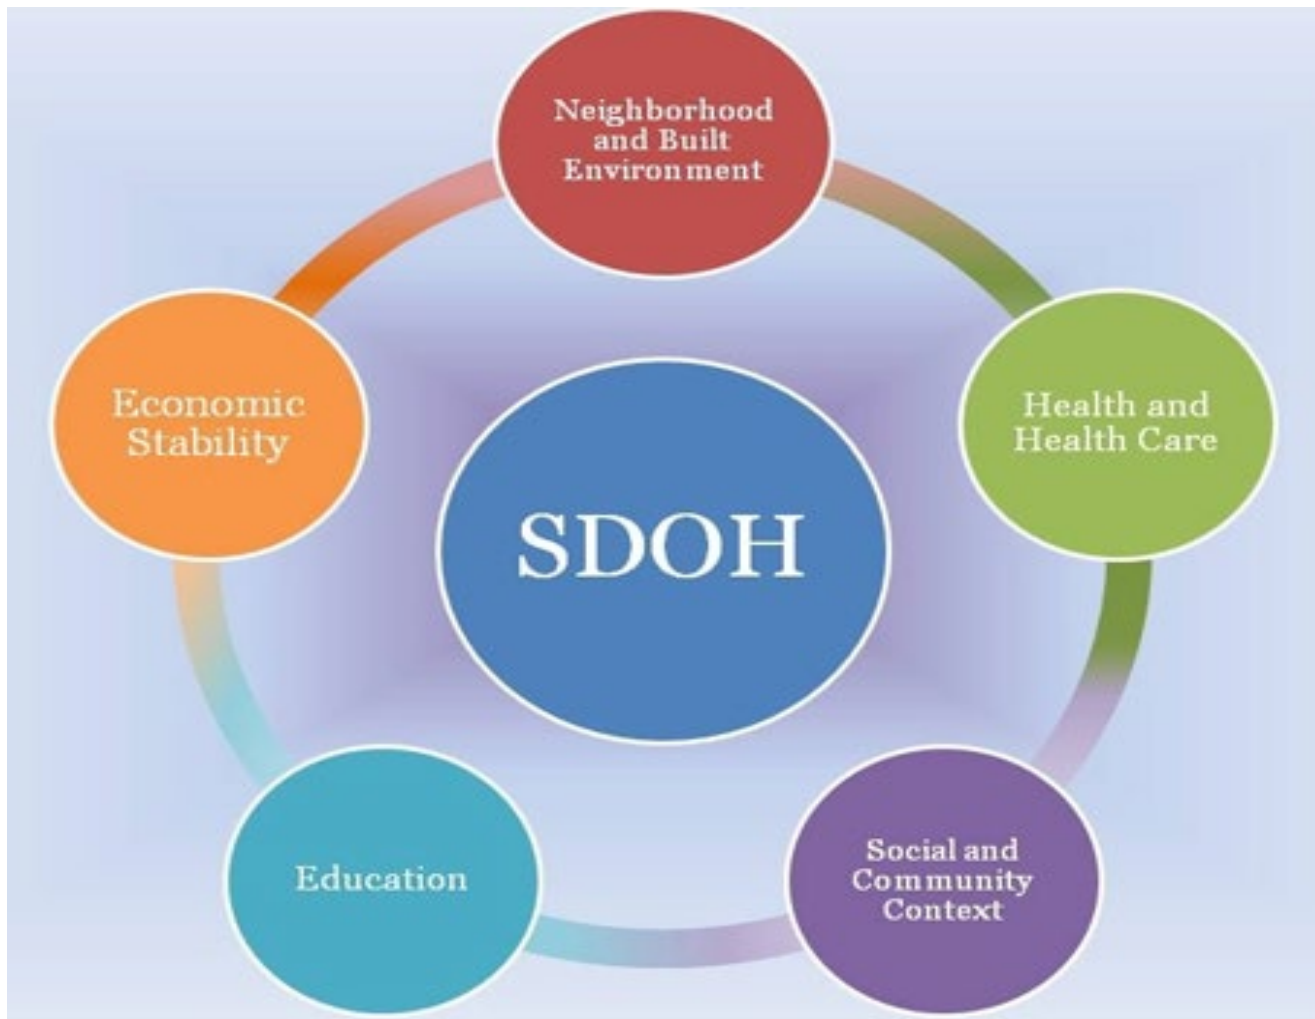 Neighborhood
and Built
Environment
Economic
Stability
Health and
Health Care
SDOH
Education
Social and
Community
Context